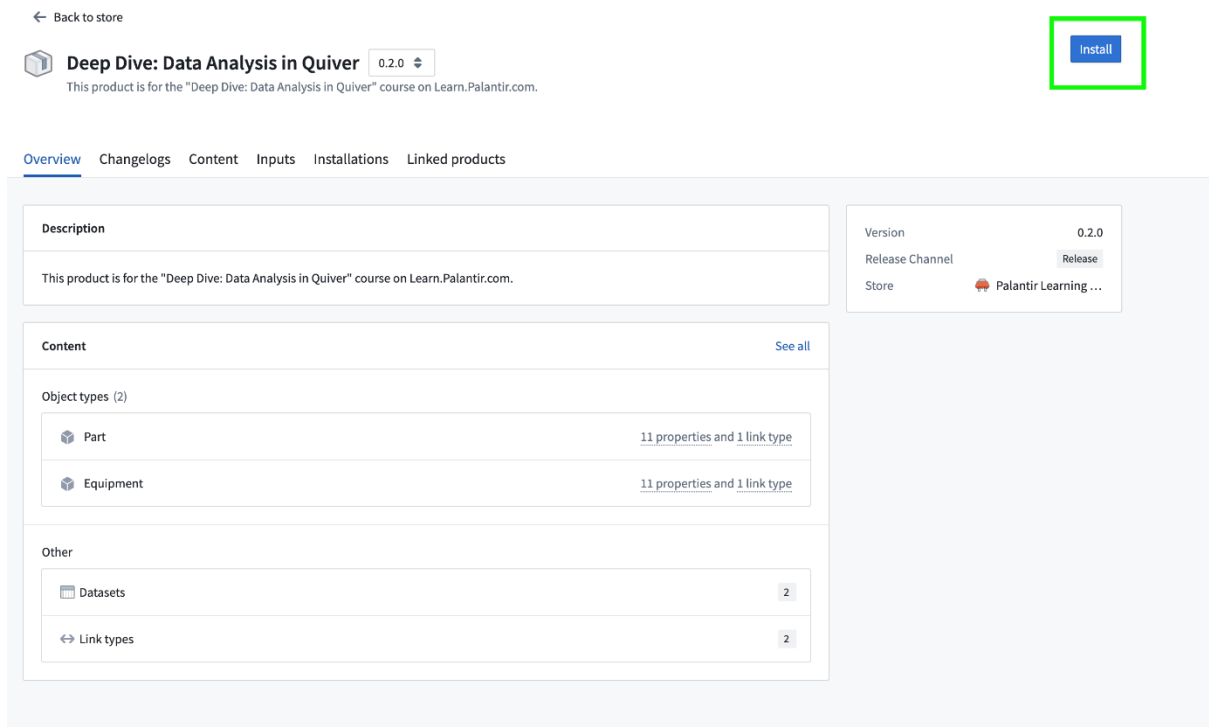 Back to store
Install
Deep Dive: Data Analysis in Quiver 0.2.0
This product is for the "Deep Dive: Data Analysis in Quiver" course on Learn.Palantir.com.
Overview Changelogs Content Inputs Installations Linked products
Description
This product is for the "Deep Dive: Data Analysis in Quiver" course on Learn.Palantir.com.
Version 0.2.0
Release Channel Release
Store Palantir Learning ...
Content See all
Object types (2)
Part 11 properties and 1 link type
Equipment 11 properties and 1 link type
Other
Datasets 2
Link types 2